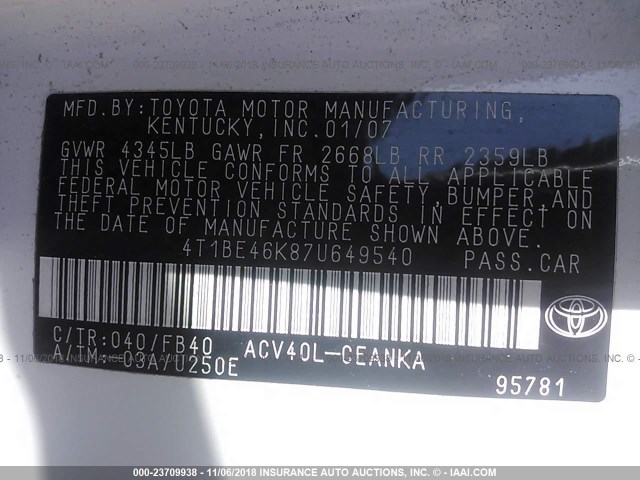 MFD.BY:TOYOTA MOTOR MANUFACTURING,
KENTUCKY,INC.01/07
GVWR 4345LB GAWR FR 2668LB RR 2359LB
THIS VEHICLE CONFORMS TO ALL APPLICABLE
FEDERAL MOTOR VEHICLE SAFETY,BUMPER,AND
THEFT PREVENTION STANDARDS IN EFFECT ON
THE DATE OF MANUFACTURE SHOWN ABOVE.
4T1BE46K87U649540 PASS.CAR
C/TR:040/FB40 ACV40L-CEANKA
A/TM:-03A/U250E
95781
000-23709938 - 11/06/2018 INSURANCE AUTO AUCTIONS - © IAAI.COM